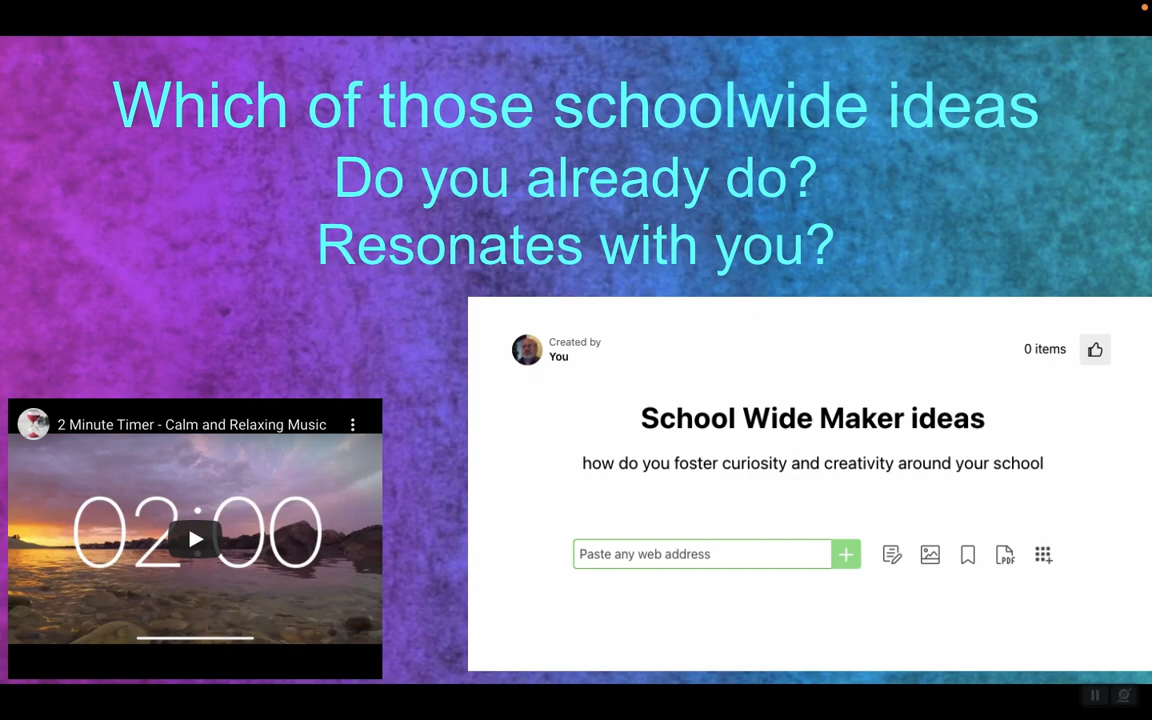 Which of those schoolwide ideas
Do you already do?
Resonates with you?
Created by
You
0 items
School Wide Maker ideas
how do you foster curiosity and creativity around your school
Paste any web address
PDF
2 Minute Timer - Calm and Relaxing Music
02:00